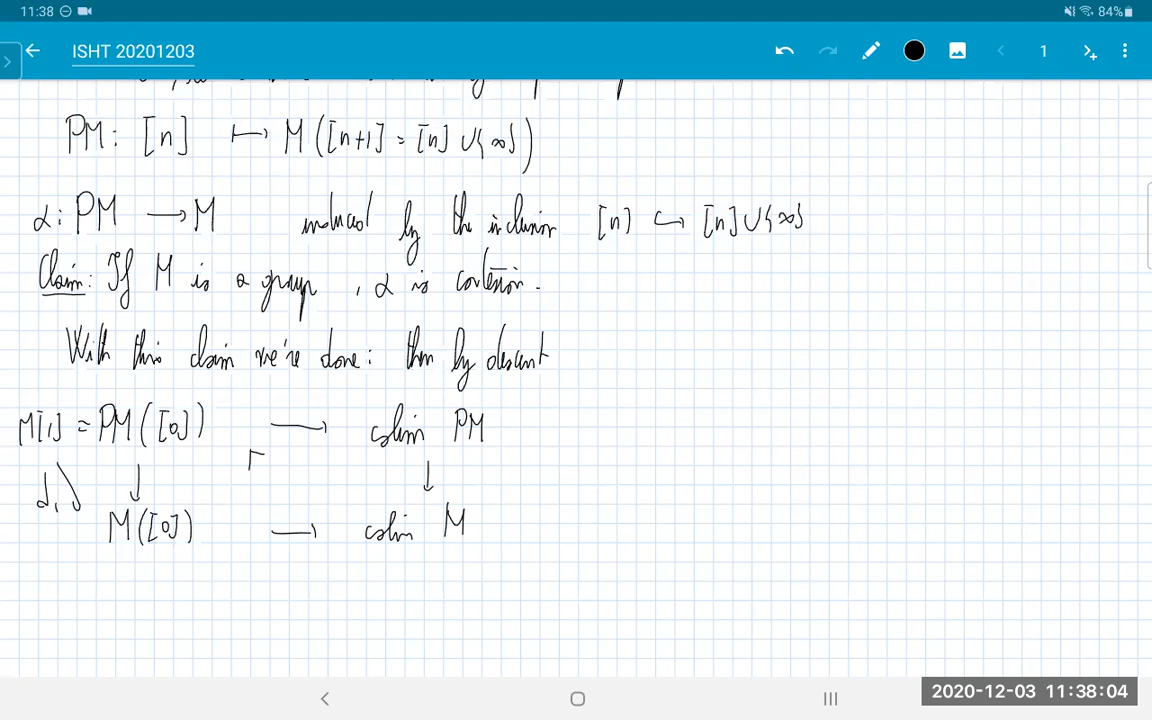 11:38
84%
ISHT 20201203
1
PM: [n] ⟼ M([n+1] = [n] ∪{∞})
α: PM ⟶ M induced by the inclusion [n] ↪ [n]∪{∞}
Claim: If M is a group, α is cartesian.
With this claim we're done: then by descent
M[1] = PM([0]) ⟶ colim PM
d₁
M([0]) ⟶ colim M
2020-12-03 11:38:04